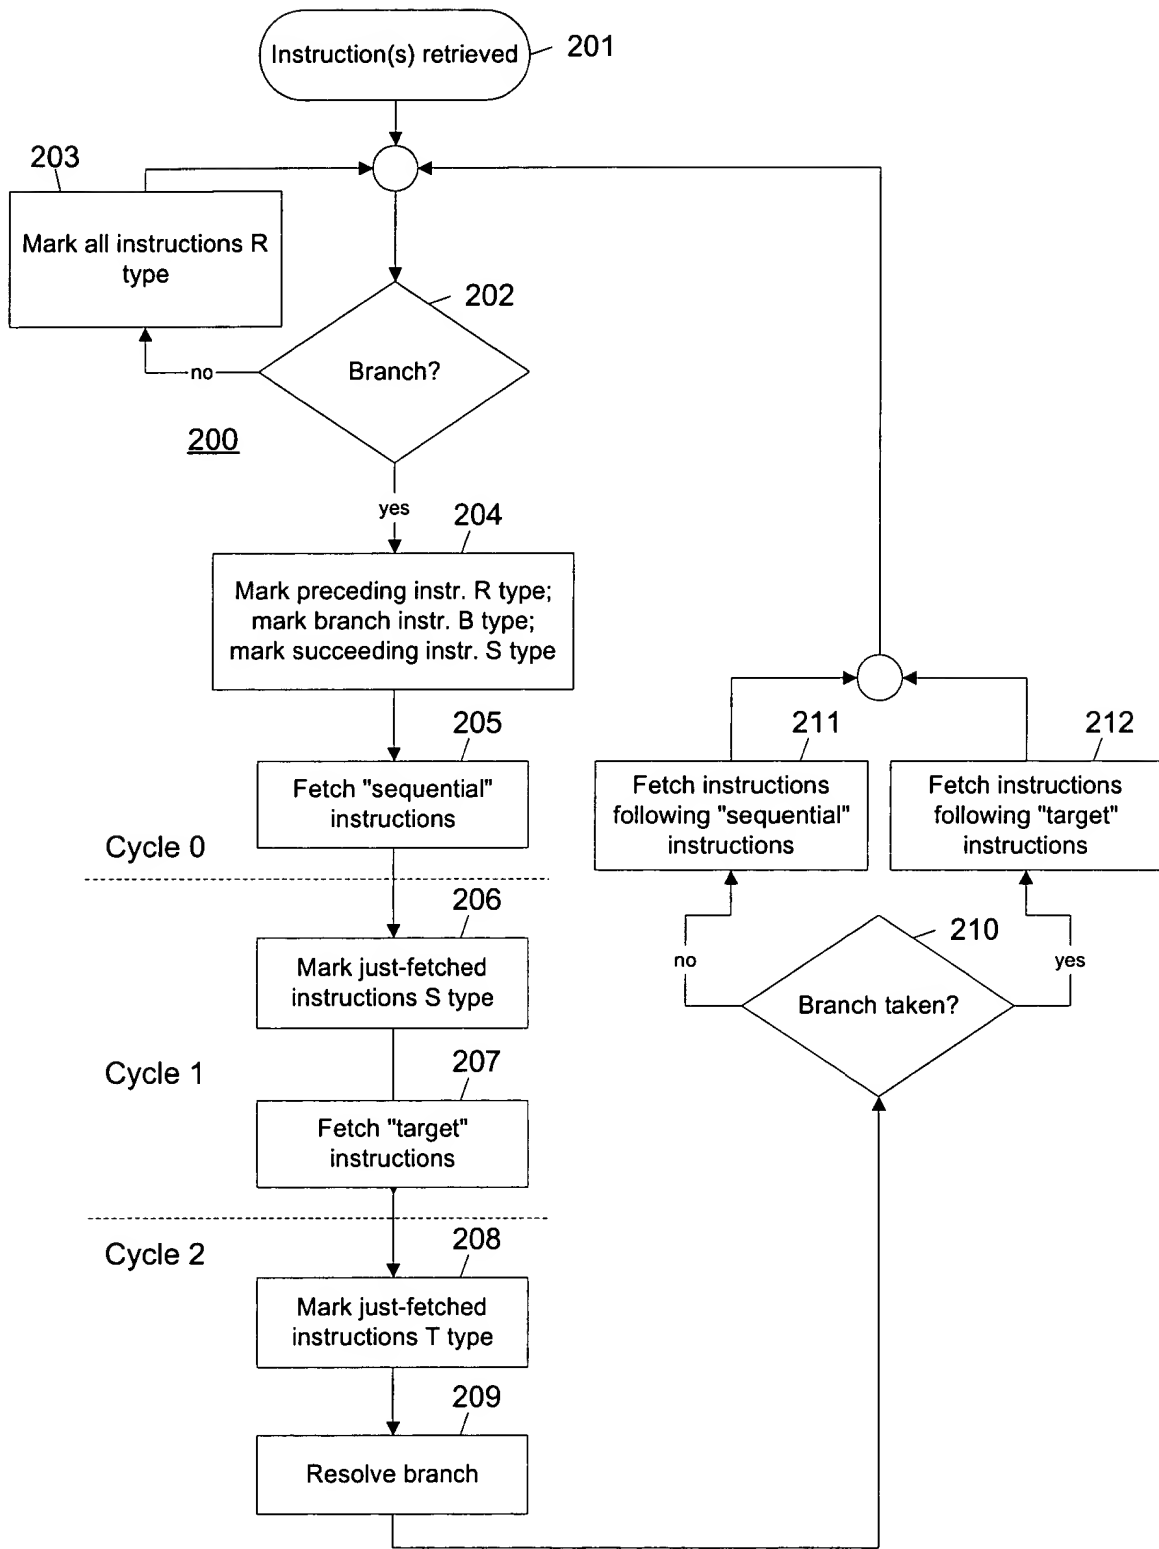 Instruction(s) retrieved
201
203
Mark all instructions R
type
202
Branch?
no
200
yes
204
Mark preceding instr. R type;
mark branch instr. B type;
mark succeeding instr. S type
205
Fetch "sequential"
instructions
Cycle 0
206
Mark just-fetched
instructions S type
Cycle 1
207
Fetch "target"
instructions
Cycle 2
208
Mark just-fetched
instructions T type
209
Resolve branch
210
Branch taken?
no
yes
211
Fetch instructions
following "sequential"
instructions
212
Fetch instructions
following "target"
instructions